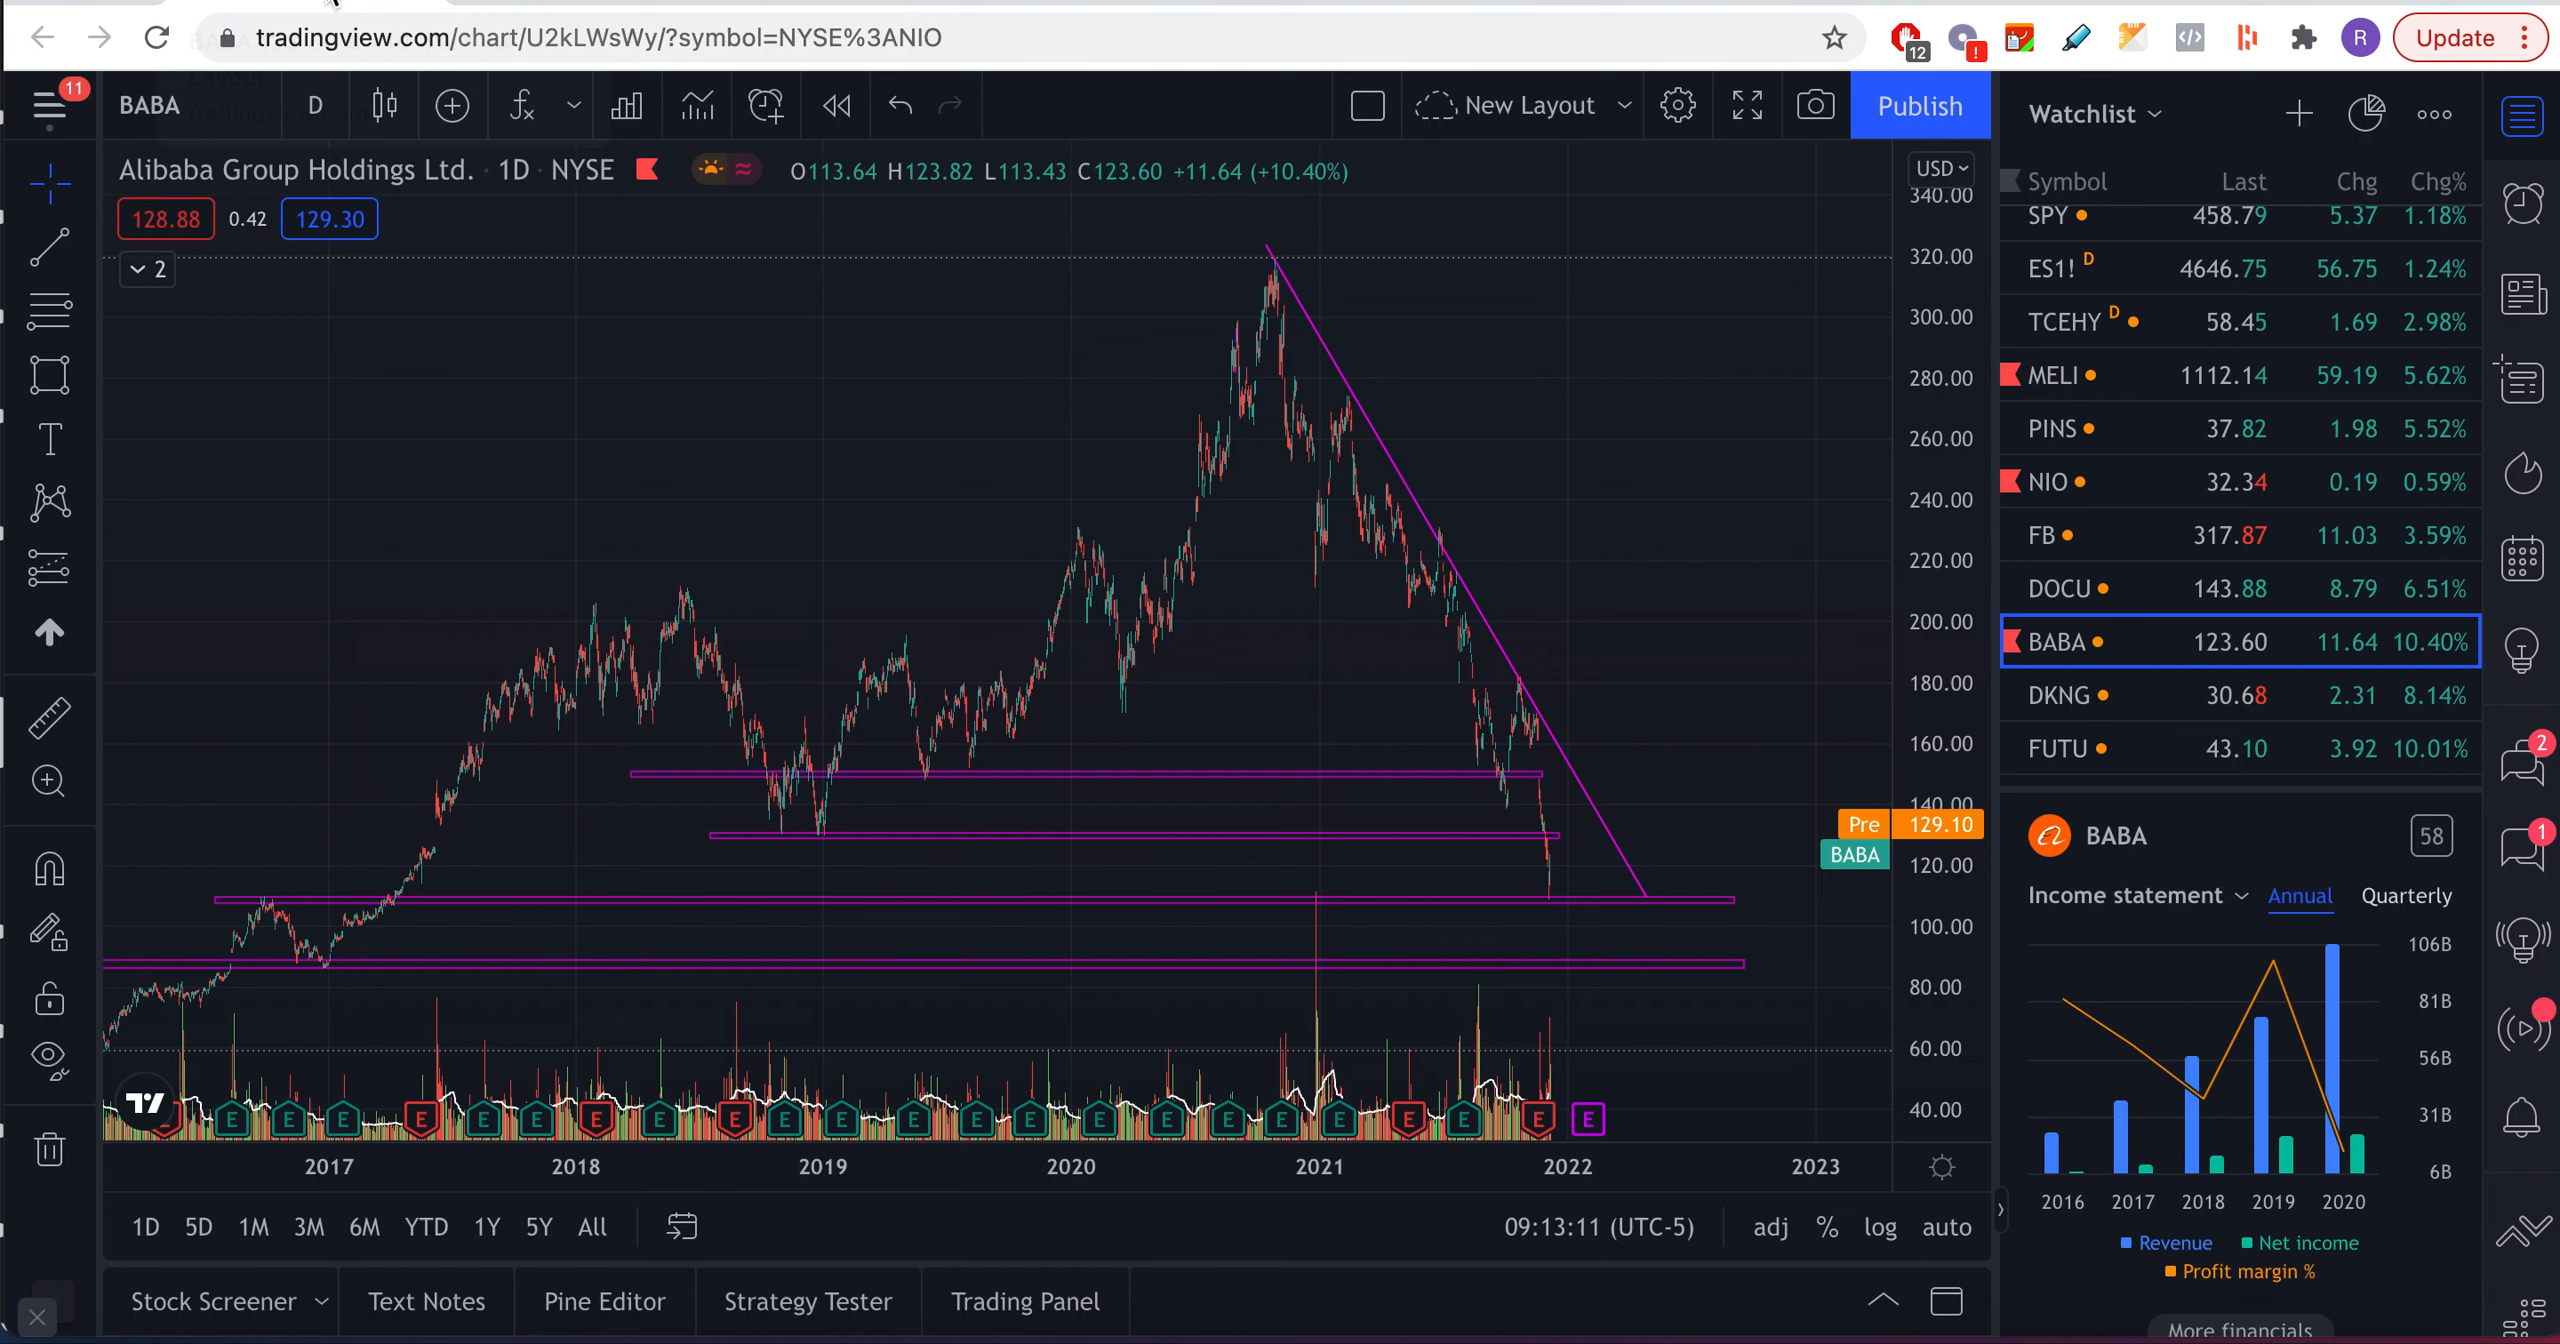 tradingview.com/chart/U2kLWsWy/?symbol=NYSE%3ANIO
12
!
R
Update
11
BABA
D
New Layout
Publish
Alibaba Group Holdings Ltd. · 1D · NYSE
O113.64 H123.82 L113.43 C123.60 +11.64 (+10.40%)
128.88 0.42 129.30
2
USD
340.00
320.00
300.00
280.00
260.00
240.00
220.00
200.00
180.00
160.00
140.00
Pre 129.10
BABA
120.00
100.00
80.00
60.00
40.00
E E E E E E E E E E E E E E E E E E E E E E E
2017 2018 2019 2020 2021 2022 2023
1D 5D 1M 3M 6M YTD 1Y 5Y All
09:13:11 (UTC-5) adj % log auto
Stock Screener Text Notes Pine Editor Strategy Tester Trading Panel
Watchlist
Symbol Last Chg Chg%
SPY 458.79 5.37 1.18%
ES1! D 4646.75 56.75 1.24%
TCEHY D 58.45 1.69 2.98%
MELI 1112.14 59.19 5.62%
PINS 37.82 1.98 5.52%
NIO 32.34 0.19 0.59%
FB 317.87 11.03 3.59%
DOCU 143.88 8.79 6.51%
BABA 123.60 11.64 10.40%
DKNG 30.68 2.31 8.14%
FUTU 43.10 3.92 10.01%
BABA 58
Income statement Annual Quarterly
106B
81B
56B
31B
6B
2016 2017 2018 2019 2020
Revenue Net income
Profit margin %
More financials
2
1